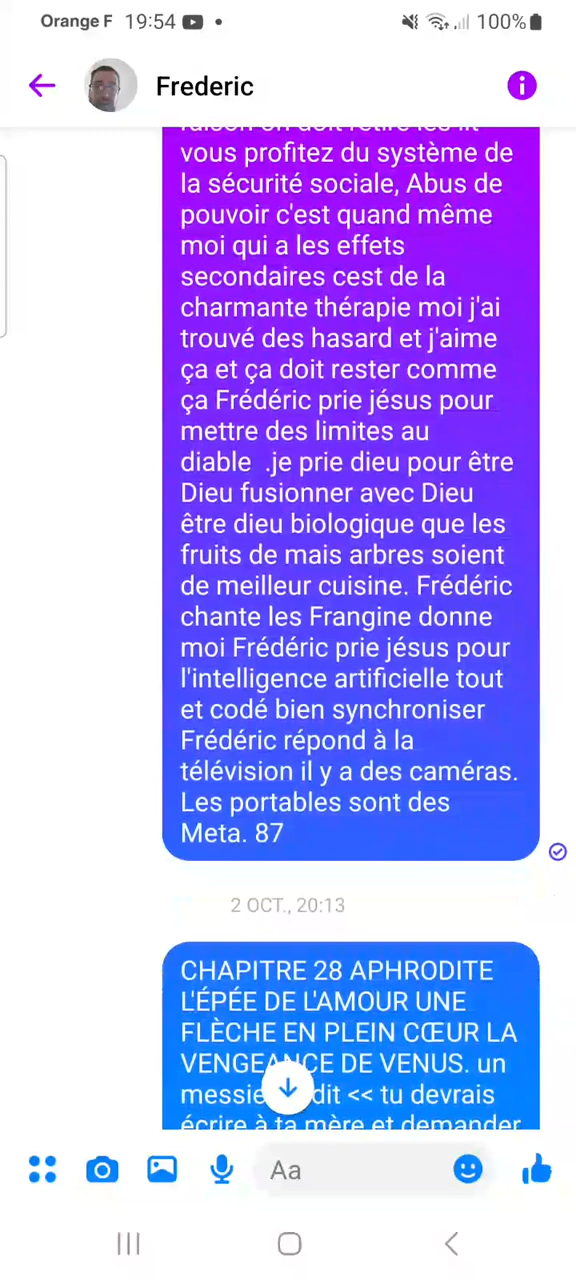 Orange F 19:54 • 100%
Frederic
vous profitez du système de
la sécurité sociale, Abus de
pouvoir c'est quand même
moi qui a les effets
secondaires cest de la
charmante thérapie moi j'ai
trouvé des hasard et j'aime
ça et ça doit rester comme
ça Frédéric prie jésus pour
mettre des limites au
diable .je prie dieu pour être
Dieu fusionner avec Dieu
être dieu biologique que les
fruits de mais arbres soient
de meilleur cuisine. Frédéric
chante les Frangine donne
moi Frédéric prie jésus pour
l'intelligence artificielle tout
et codé bien synchroniser
Frédéric répond à la
télévision il y a des caméras.
Les portables sont des
Meta. 87
2 OCT., 20:13
CHAPITRE 28 APHRODITE
L'ÉPÉE DE L'AMOUR UNE
FLÈCHE EN PLEIN CŒUR LA
VENGEANCE DE VENUS. un
dit << tu devrais
écrire à ta mère et demander
Aa